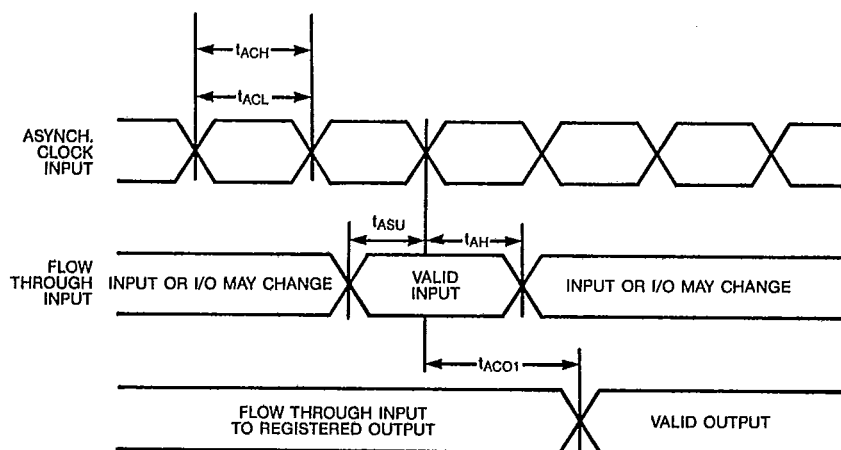 tACH
tACL
ASYNCH.
CLOCK
INPUT
tASU
tAH
FLOW
THROUGH
INPUT
INPUT OR I/O MAY CHANGE
VALID
INPUT
INPUT OR I/O MAY CHANGE
tACO1
FLOW THROUGH INPUT
TO REGISTERED OUTPUT
VALID OUTPUT